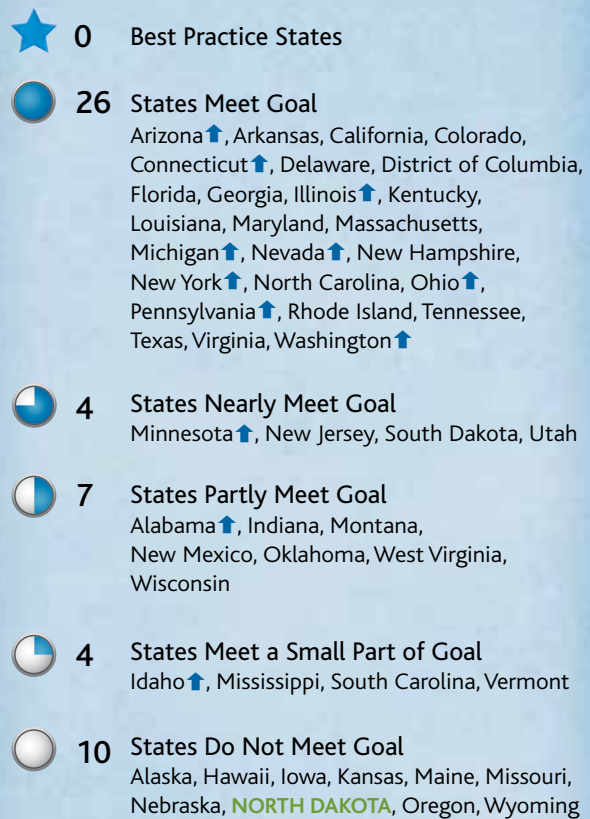 0 Best Practice States
26 States Meet Goal
Arizona⬆, Arkansas, California, Colorado,
Connecticut⬆, Delaware, District of Columbia,
Florida, Georgia, Illinois⬆, Kentucky,
Louisiana, Maryland, Massachusetts,
Michigan⬆, Nevada⬆, New Hampshire,
New York⬆, North Carolina, Ohio⬆,
Pennsylvania⬆, Rhode Island, Tennessee,
Texas, Virginia, Washington⬆
4 States Nearly Meet Goal
Minnesota⬆, New Jersey, South Dakota, Utah
7 States Partly Meet Goal
Alabama⬆, Indiana, Montana,
New Mexico, Oklahoma, West Virginia,
Wisconsin
4 States Meet a Small Part of Goal
Idaho⬆, Mississippi, South Carolina, Vermont
10 States Do Not Meet Goal
Alaska, Hawaii, Iowa, Kansas, Maine, Missouri,
Nebraska, NORTH DAKOTA, Oregon, Wyoming